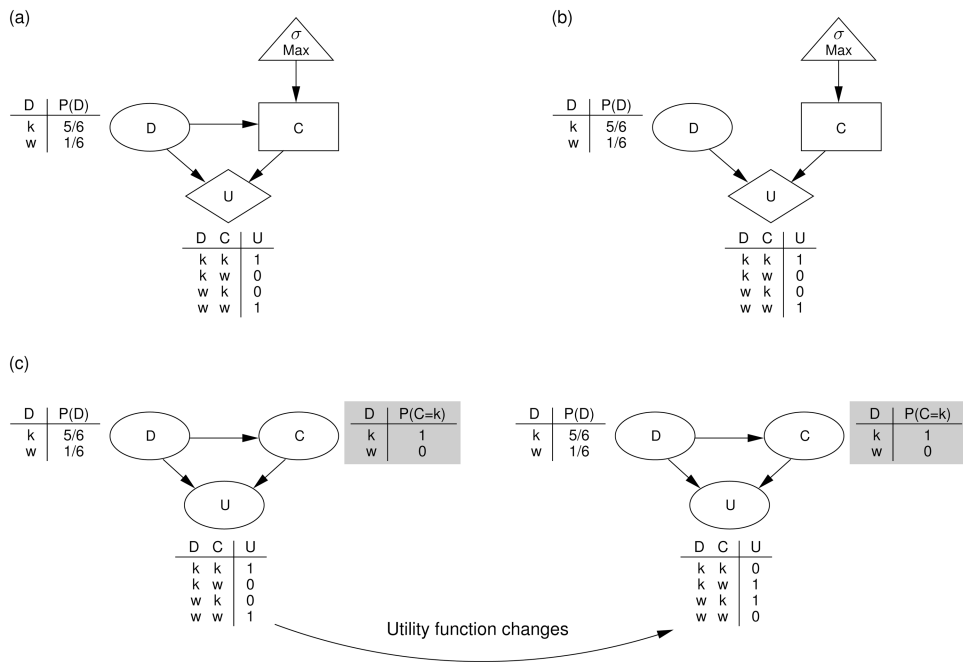 (a)
σ
Max
D P(D)
k 5/6
w 1/6
D
C
U
D C U
k k 1
k w 0
w k 0
w w 1
(b)
σ
Max
D P(D)
k 5/6
w 1/6
D
C
U
D C U
k k 1
k w 0
w k 0
w w 1
(c)
D P(D)
k 5/6
w 1/6
D
C
D P(C=k)
k 1
w 0
U
D C U
k k 1
k w 0
w k 0
w w 1
D P(D)
k 5/6
w 1/6
D
C
D P(C=k)
k 1
w 0
U
D C U
k k 0
k w 1
w k 1
w w 0
Utility function changes